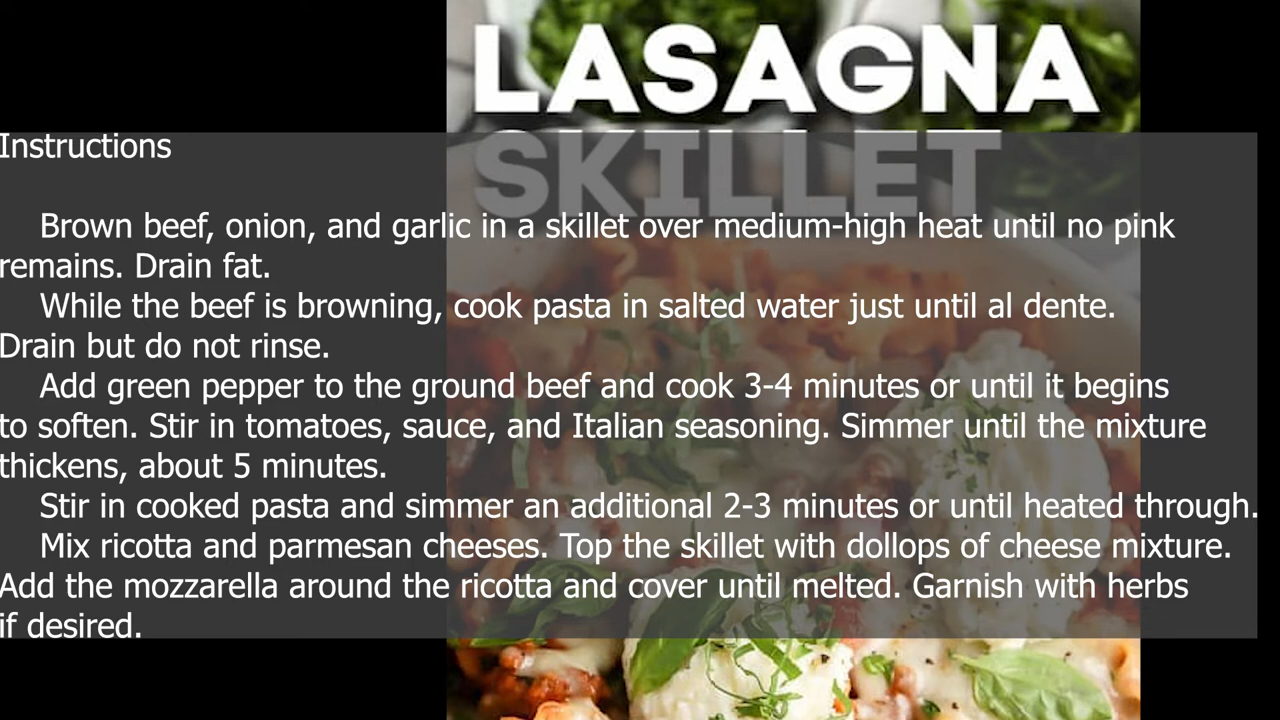 LASAGNA
SKILLET
Instructions
Brown beef, onion, and garlic in a skillet over medium-high heat until no pink
remains. Drain fat.
While the beef is browning, cook pasta in salted water just until al dente.
Drain but do not rinse.
Add green pepper to the ground beef and cook 3-4 minutes or until it begins
to soften. Stir in tomatoes, sauce, and Italian seasoning. Simmer until the mixture
thickens, about 5 minutes.
Stir in cooked pasta and simmer an additional 2-3 minutes or until heated through.
Mix ricotta and parmesan cheeses. Top the skillet with dollops of cheese mixture.
Add the mozzarella around the ricotta and cover until melted. Garnish with herbs
if desired.